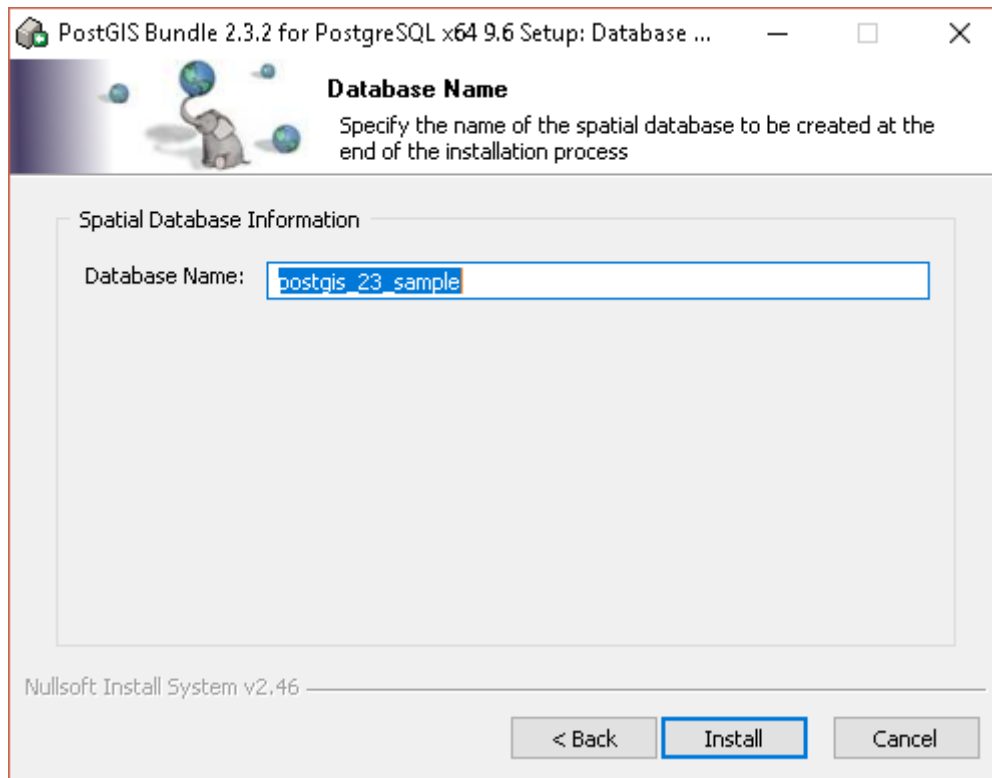 PostGIS Bundle 2.3.2 for PostgreSQL x64 9.6 Setup: Database ...
Database Name
Specify the name of the spatial database to be created at the
end of the installation process
Spatial Database Information
Database Name: postgis_23_sample
Nullsoft Install System v2.46
< Back Install Cancel